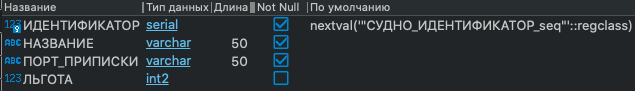 Название Тип данных Длина Not Null По умолчанию
123 ИДЕНТИФИКАТОР serial nextval('"СУДНО_ИДЕНТИФИКАТОР_seq"'::regclass)
ABC НАЗВАНИЕ varchar 50
ABC ПОРТ_ПРИПИСКИ varchar 50
123 ЛЬГОТА int2